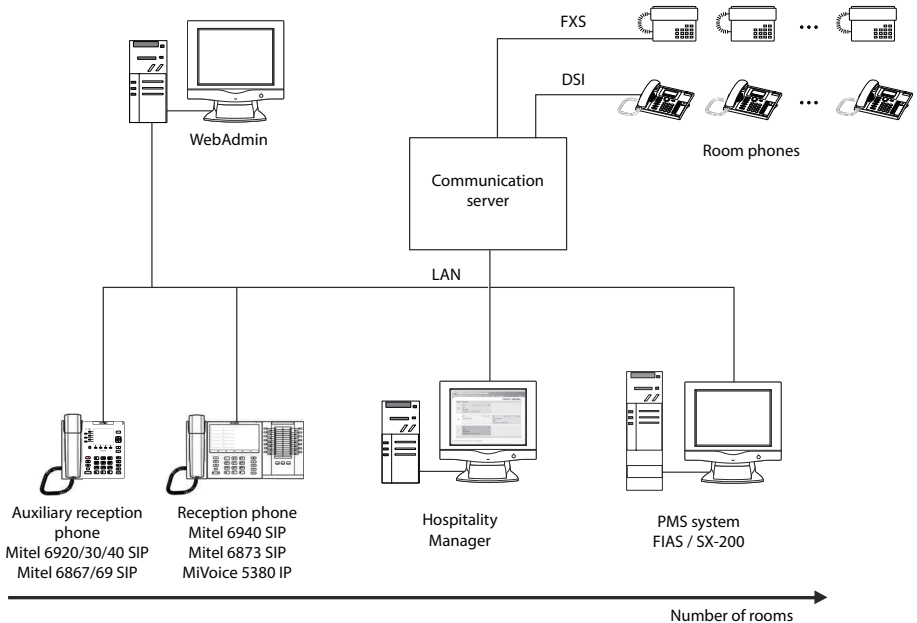 FXS
DSI
WebAdmin
Room phones
Communication
server
LAN
Auxiliary reception
phone
Mitel 6920/30/40 SIP
Mitel 6867/69 SIP
Reception phone
Mitel 6940 SIP
Mitel 6873 SIP
MiVoice 5380 IP
Hospitality
Manager
PMS system
FIAS / SX-200
Number of rooms